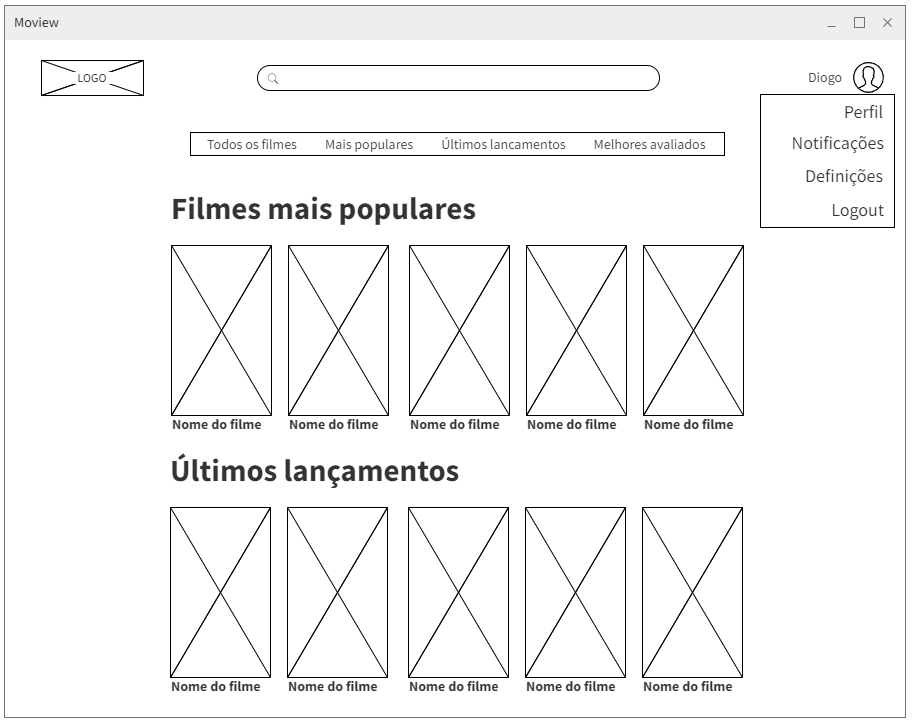 Moview
LOGO
Diogo
Perfil
Notificações
Definições
Logout
Todos os filmes Mais populares Últimos lancamentos Melhores avaliados
Filmes mais populares
Nome do filme Nome do filme Nome do filme Nome do filme Nome do filme
Últimos lançamentos
Nome do filme Nome do filme Nome do filme Nome do filme Nome do filme